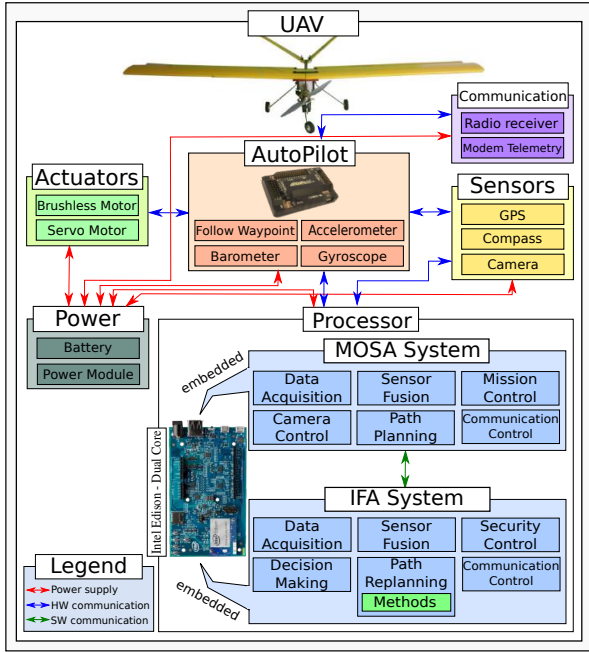 UAV
Communication
Radio receiver
Modem Telemetry
AutoPilot
Follow Waypoint
Accelerometer
Barometer
Gyroscope
Actuators
Brushless Motor
Servo Motor
Sensors
GPS
Compass
Camera
Power
Battery
Power Module
Processor
MOSA System
embedded
Data
Acquisition
Sensor
Fusion
Mission
Control
Camera
Control
Path
Planning
Communication
Control
Intel Edison - Dual Core
IFA System
embedded
Data
Acquisition
Sensor
Fusion
Security
Control
Decision
Making
Path
Replanning
Methods
Communication
Control
Legend
Power supply
HW communication
SW communication